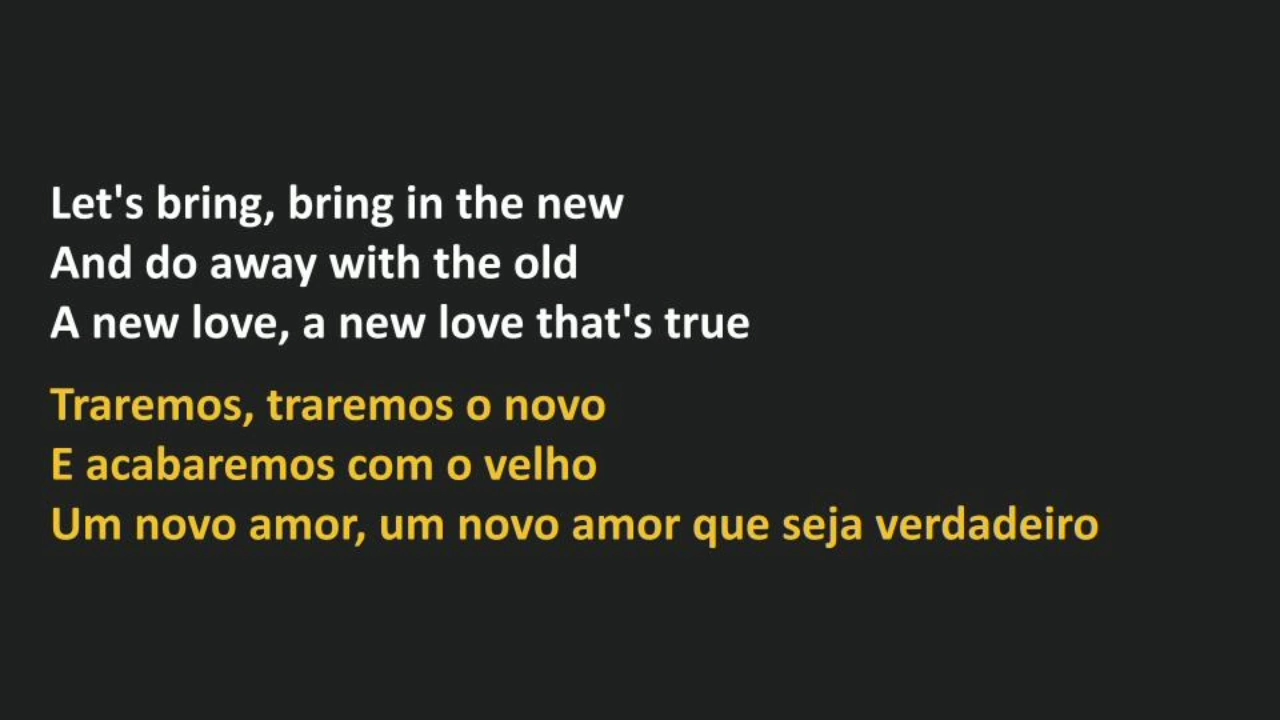 Let's bring, bring in the new
And do away with the old
A new love, a new love that's true
Traremos, traremos o novo
E acabaremos com o velho
Um novo amor, um novo amor que seja verdadeiro